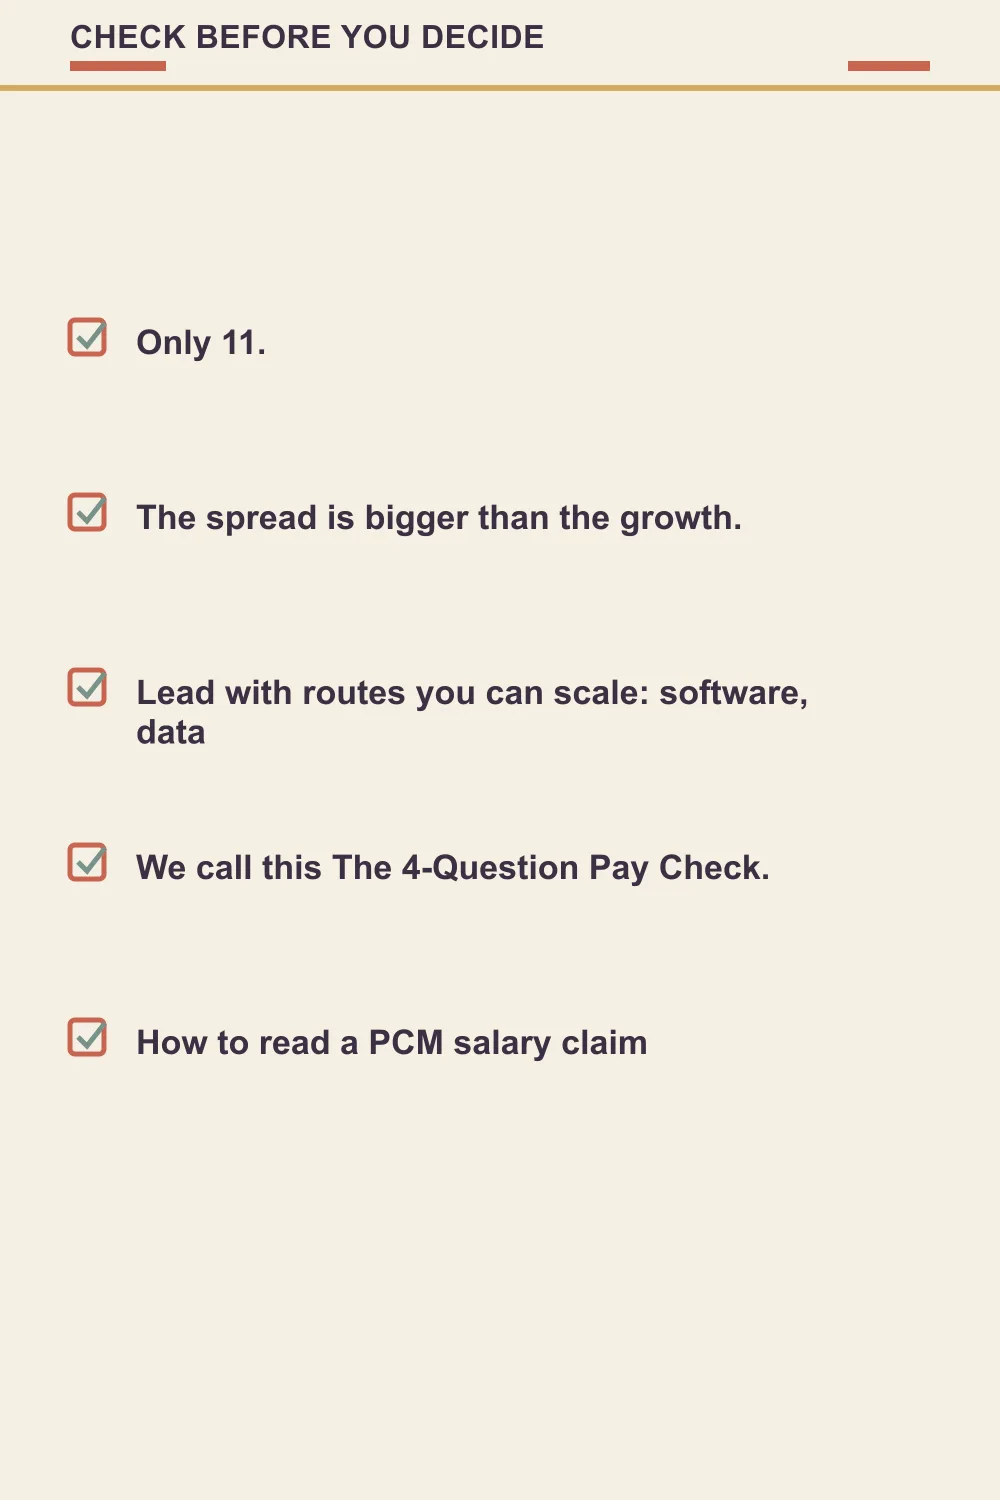 CHECK BEFORE YOU DECIDE
Only 11.
The spread is bigger than the growth.
Lead with routes you can scale: software,
data
We call this The 4-Question Pay Check.
How to read a PCM salary claim